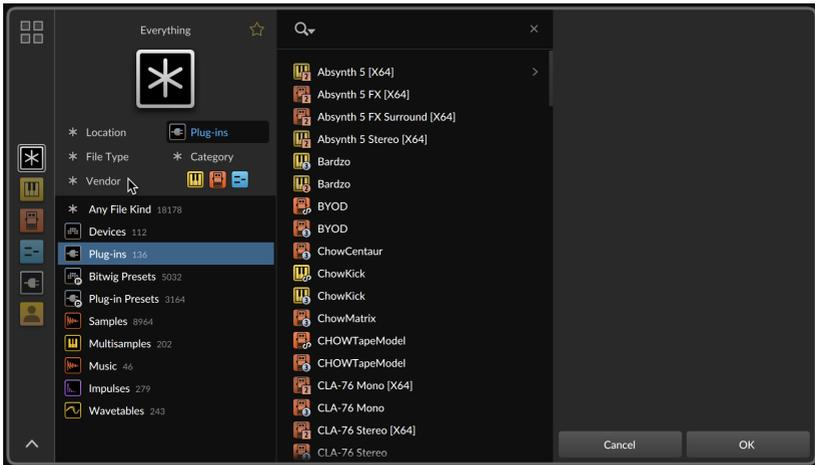 Everything
Location
Plug-ins
File Type
Category
Vendor
Any File Kind 18178
Devices 112
Plug-ins 136
Bitwig Presets 5032
Plug-in Presets 3164
Samples 8964
Multisamples 202
Music 46
Impulses 279
Wavetables 243
Absynth 5 [X64]
Absynth 5 FX [X64]
Absynth 5 FX Surround [X64]
Absynth 5 Stereo [X64]
Bardzo
Bardzo
BYOD
BYOD
ChowCentaur
ChowKick
ChowKick
ChowMatrix
CHOWTapeModel
CHOWTapeModel
CLA-76 Mono [X64]
CLA-76 Mono
CLA-76 Stereo [X64]
CLA-76 Stereo
Cancel
OK